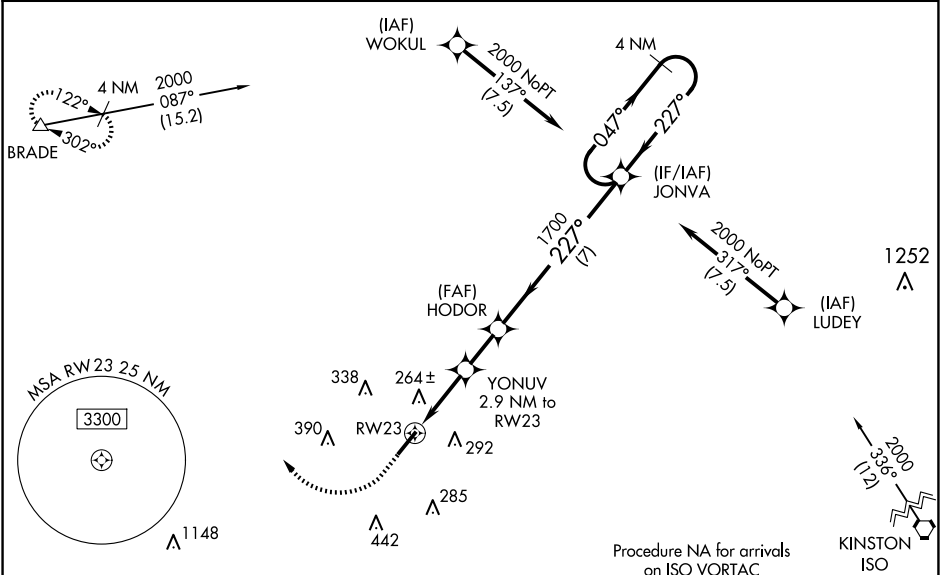 (IAF)
WOKUL
2000 NoPT
137°
(7.5)
4 NM
047°
227°
(IF/IAF)
JONVA
122°
4 NM
2000
087°
(15.2)
302°
BRADE
1700
227°
(7)
2000 NoPT
317°
(7.5)
(IAF)
LUDEY
1252
(FAF)
HODOR
YONUV
2.9 NM to
RW23
338
264±
390
RW23
292
285
442
MSA RW23 25 NM
3300
1148
2000
336°
(12)
KINSTON
ISO
Procedure NA for arrivals
on ISO VORTAC